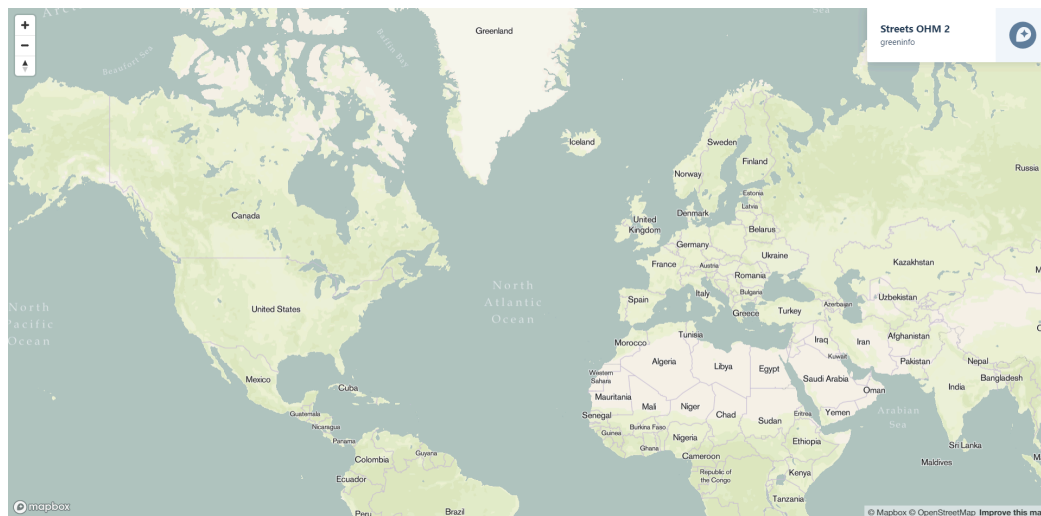 Streets OHM 2
greeninfo
Greenland
Beaufort Sea
Baffin Bay
Sea
Iceland
Sweden
Finland
Norway
Russia
Estonia
Latvia
Denmark
Canada
United
Kingdom
Belarus
Germany
Ukraine
France
Austria
Kazakhstan
Romania
North
Atlantic
Ocean
North
Pacific
Ocean
United States
Spain
Italy
Bulgaria
Greece
Turkey
Azerbaijan
Uzbekistan
Tunisia
Morocco
Afghanistan
Iraq
Iran
Algeria
Libya
Egypt
Kuwait
Pakistan
Nepal
Western
Sahara
Saudi Arabia
Bangladesh
Mexico
Cuba
Mauritania
Oman
India
Mali
Niger
Chad
Sudan
Eritrea
Yemen
Arabian
Sea
Guatemala
Senegal
Nicaragua
Guinea
Burkina Faso
Nigeria
Ethiopia
Panama
Ghana
Sri Lanka
Colombia
Guyana
Cameroon
Maldives
Ecuador
Republic of
the Congo
Kenya
Tanzania
Peru
Brazil
mapbox
© Mapbox © OpenStreetMap Improve this ma